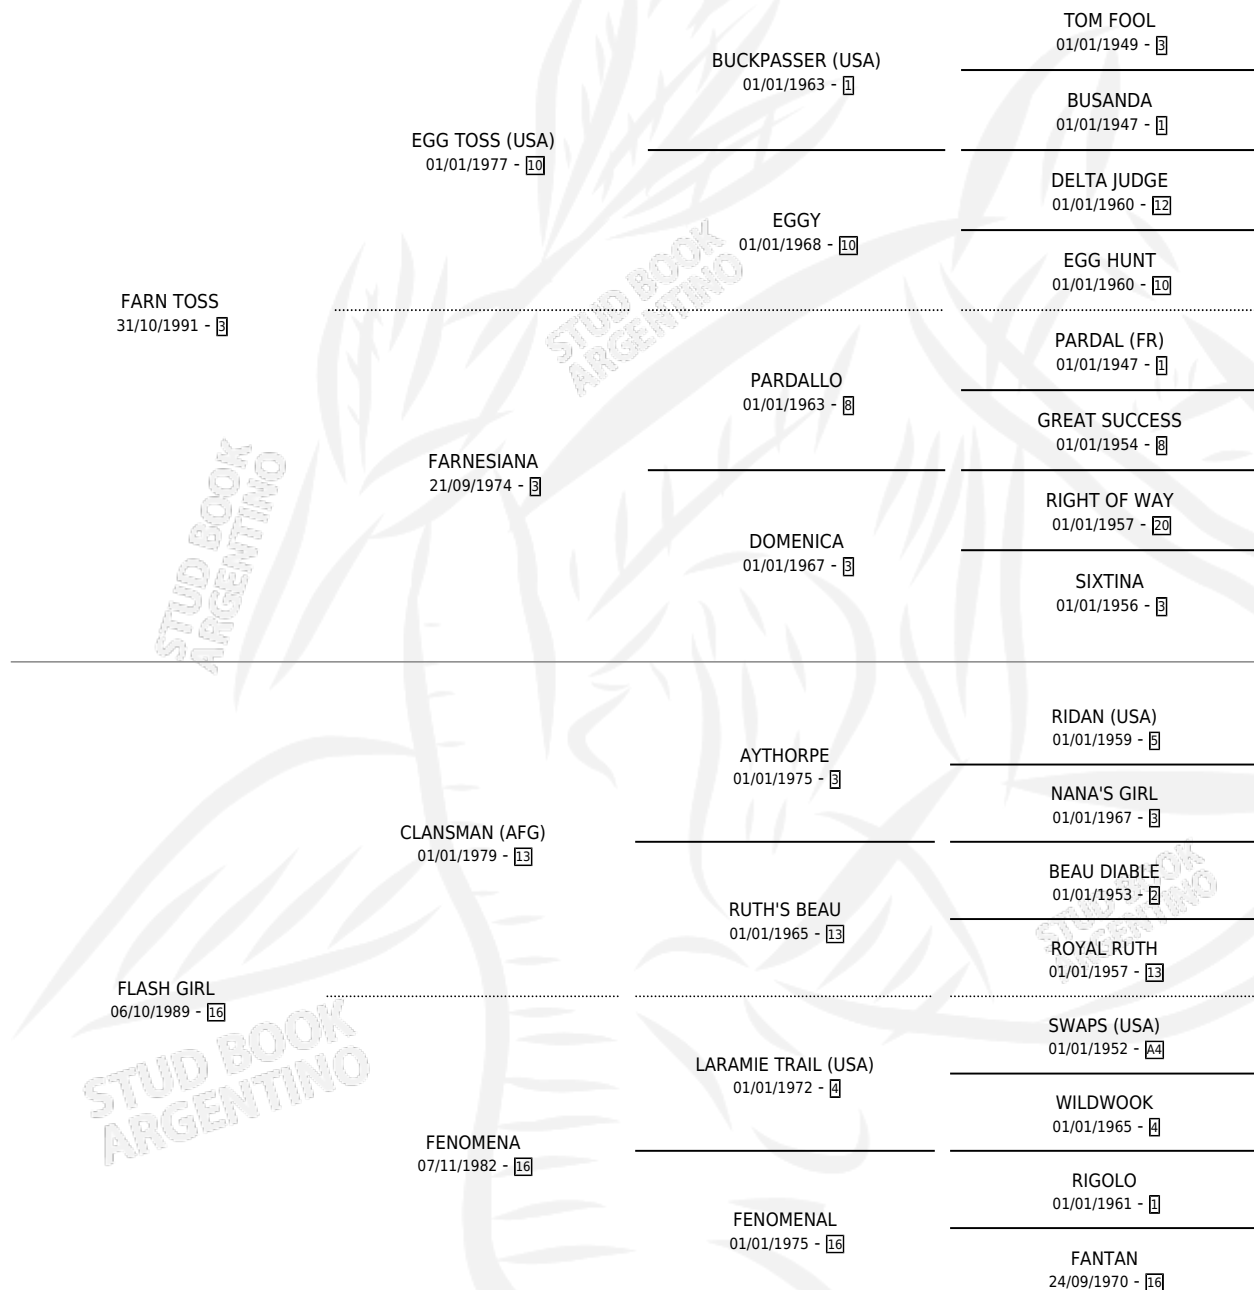 TOM FOOL
01/01/1949 - 3
BUCKPASSER (USA)
01/01/1963 - 1
BUSANDA
01/01/1947 - 1
EGG TOSS (USA)
01/01/1977 - 10
DELTA JUDGE
01/01/1960 - 12
EGGY
01/01/1968 - 10
EGG HUNT
01/01/1960 - 10
FARN TOSS
31/10/1991 - 3
PARDAL (FR)
01/01/1947 - 1
PARDALLO
01/01/1963 - 8
GREAT SUCCESS
01/01/1954 - 8
FARNESIANA
21/09/1974 - 3
RIGHT OF WAY
01/01/1957 - 20
DOMENICA
01/01/1967 - 3
SIXTINA
01/01/1956 - 3
RIDAN (USA)
01/01/1959 - 5
AYTHORPE
01/01/1975 - 3
NANA'S GIRL
01/01/1967 - 3
CLANSMAN (AFG)
01/01/1979 - 13
BEAU DIABLE
01/01/1953 - 2
RUTH'S BEAU
01/01/1965 - 13
ROYAL RUTH
01/01/1957 - 13
FLASH GIRL
06/10/1989 - 16
SWAPS (USA)
01/01/1952 - A4
LARAMIE TRAIL (USA)
01/01/1972 - 4
WILDWOOK
01/01/1965 - 4
FENOMENA
07/11/1982 - 16
RIGOLO
01/01/1961 - 1
FENOMENAL
01/01/1975 - 16
FANTAN
24/09/1970 - 16
STUD BOOK
ARGENTINO
STUD BOOK
ARGENTINO
STUD BOOK
ARGENTINO
STUD BOOK
ARGENTINO